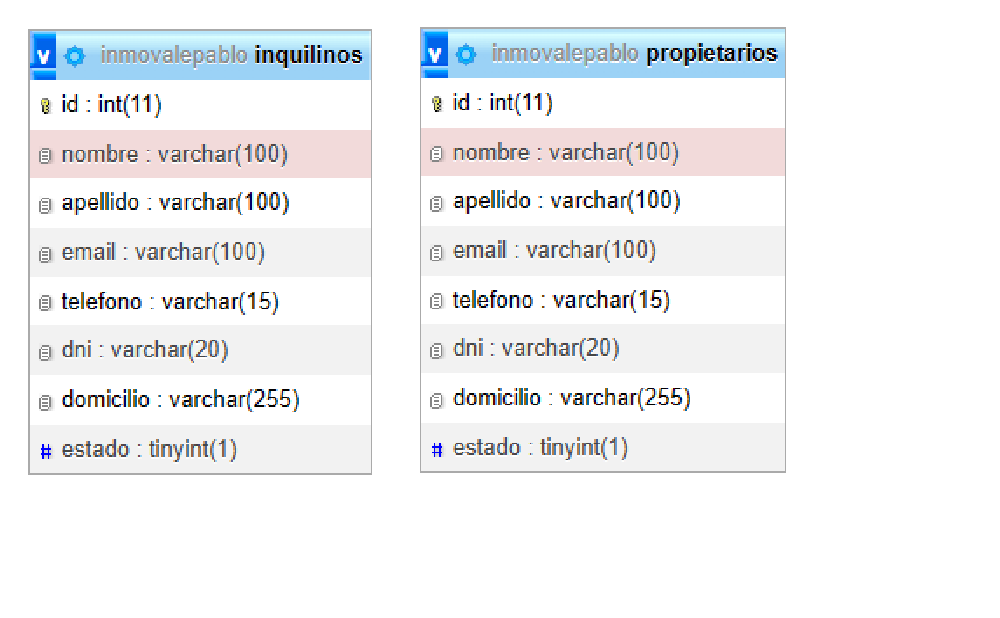 v inmovalepablo inquilinos
id : int(11)
nombre : varchar(100)
apellido : varchar(100)
email : varchar(100)
telefono : varchar(15)
dni : varchar(20)
domicilio : varchar(255)
# estado : tinyint(1)
v inmovalepablo propietarios
id : int(11)
nombre : varchar(100)
apellido : varchar(100)
email : varchar(100)
telefono : varchar(15)
dni : varchar(20)
domicilio : varchar(255)
# estado : tinyint(1)